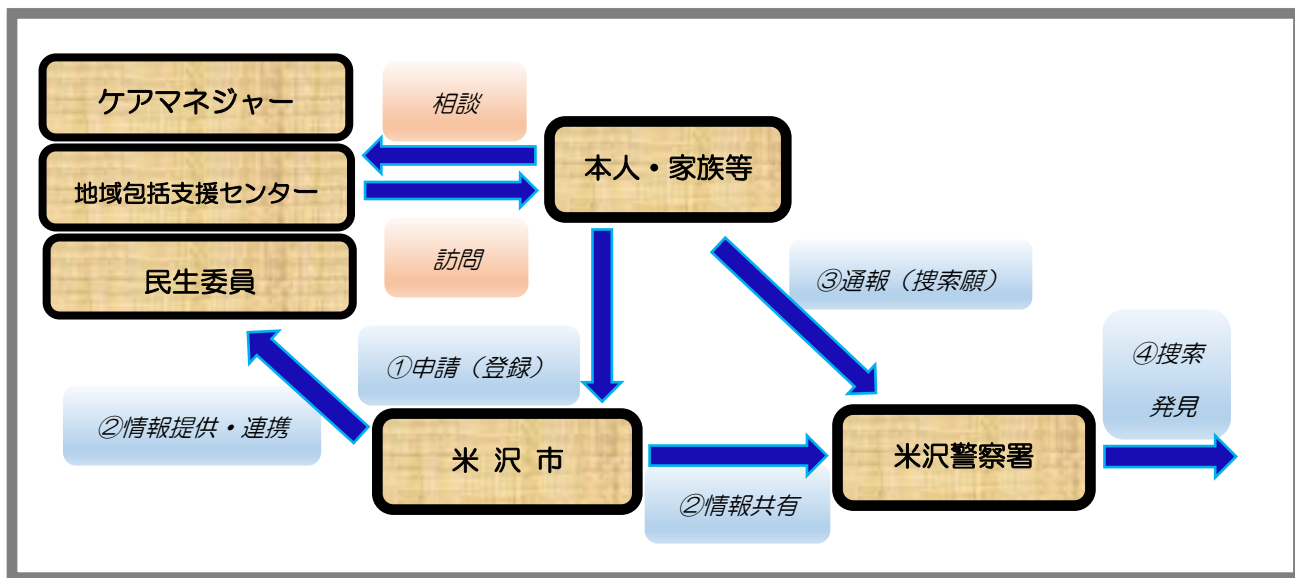 ケアマネジャー
相談
本人・家族等
地域包括支援センター
訪問
民生委員
③通報（捜索願）
①申請（登録）
④捜索
発見
②情報提供・連携
米沢市
米沢警察署
②情報共有